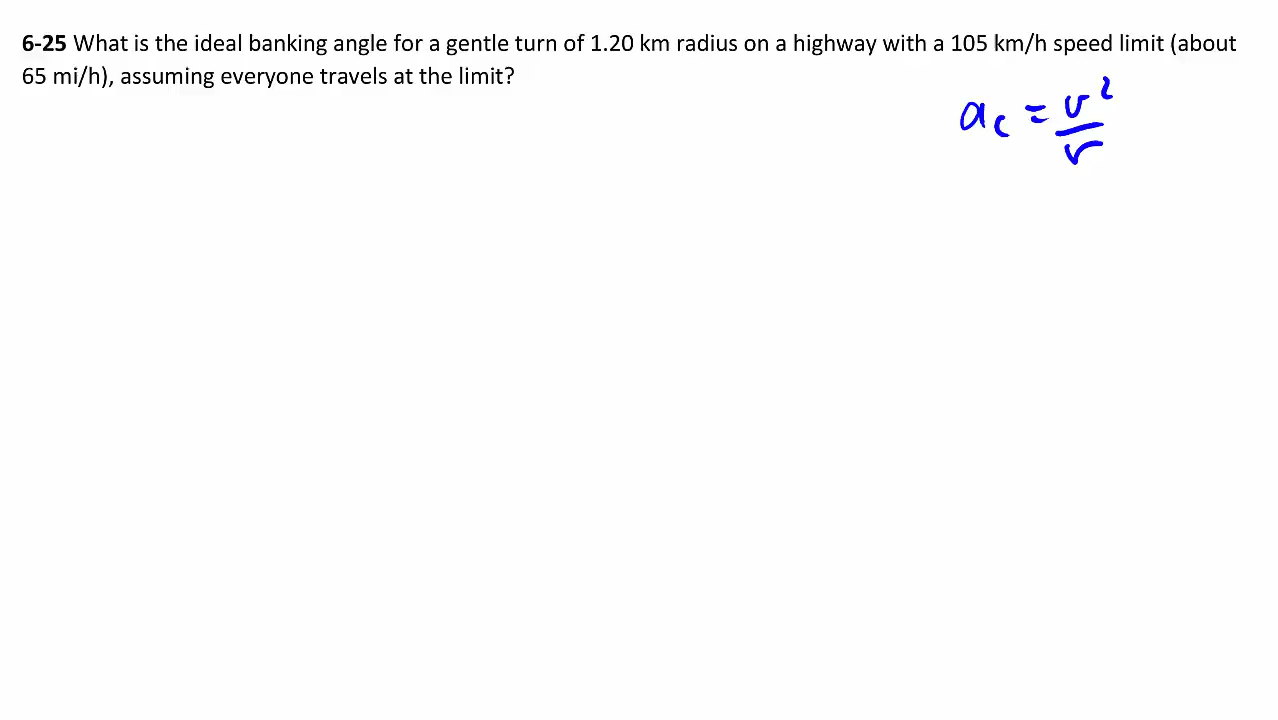 6-25 What is the ideal banking angle for a gentle turn of 1.20 km radius on a highway with a 105 km/h speed limit (about
65 mi/h), assuming everyone travels at the limit?
a_c = v²/r